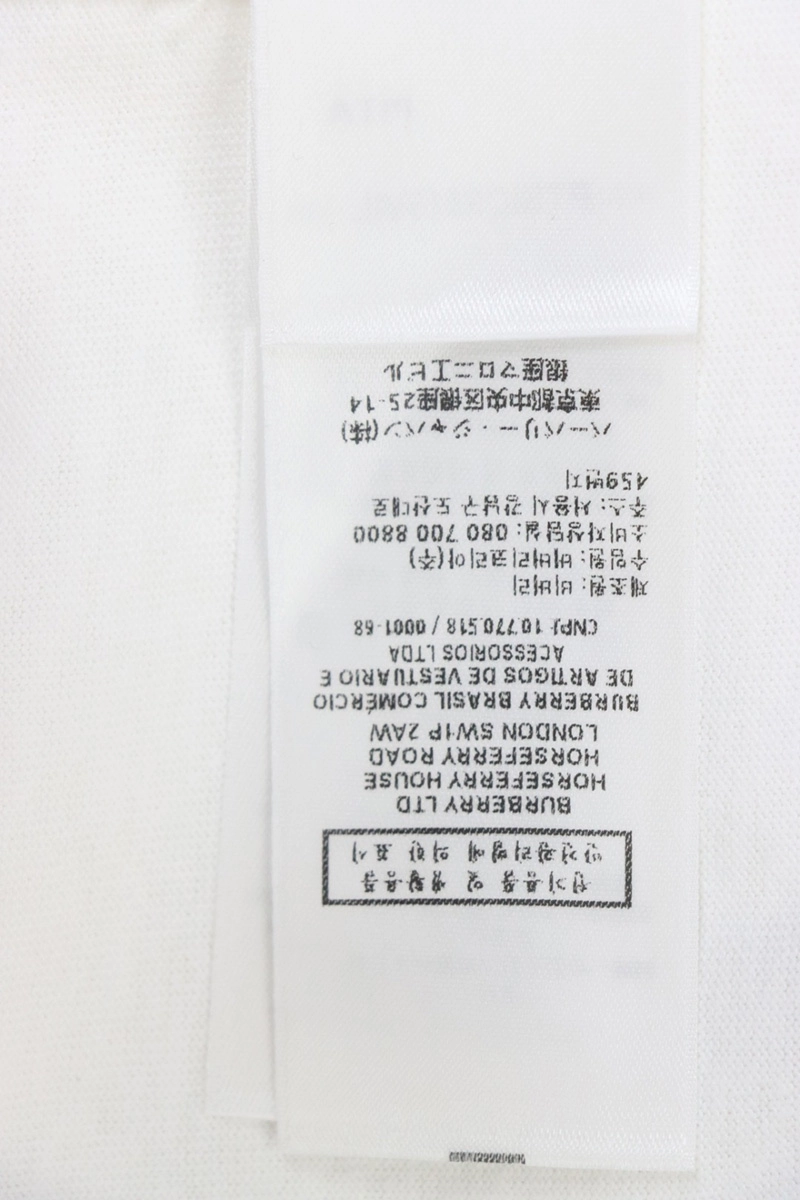 전기용품 및 생활용품
안전관리법에 의한 표시
BURBERRY LTD
HORSEFERRY HOUSE
HORSEFERRY ROAD
LONDON SW1P 2AW
BURBERRY BRASIL COMÉRCIO
DE ARTIGOS DE VESTUARIO E
ACESSORIOS LTDA
CNPJ- 10.770.518 / 0001-68
제조원: 버버리
수입원: 버버리코리아(주)
소비자상담실: 080 700 8800
주소: 서울시 강남구 도산대로
459번지
バーバリー・ジャパン(株)
東京都中央区銀座25-14
銀座マロニエビル